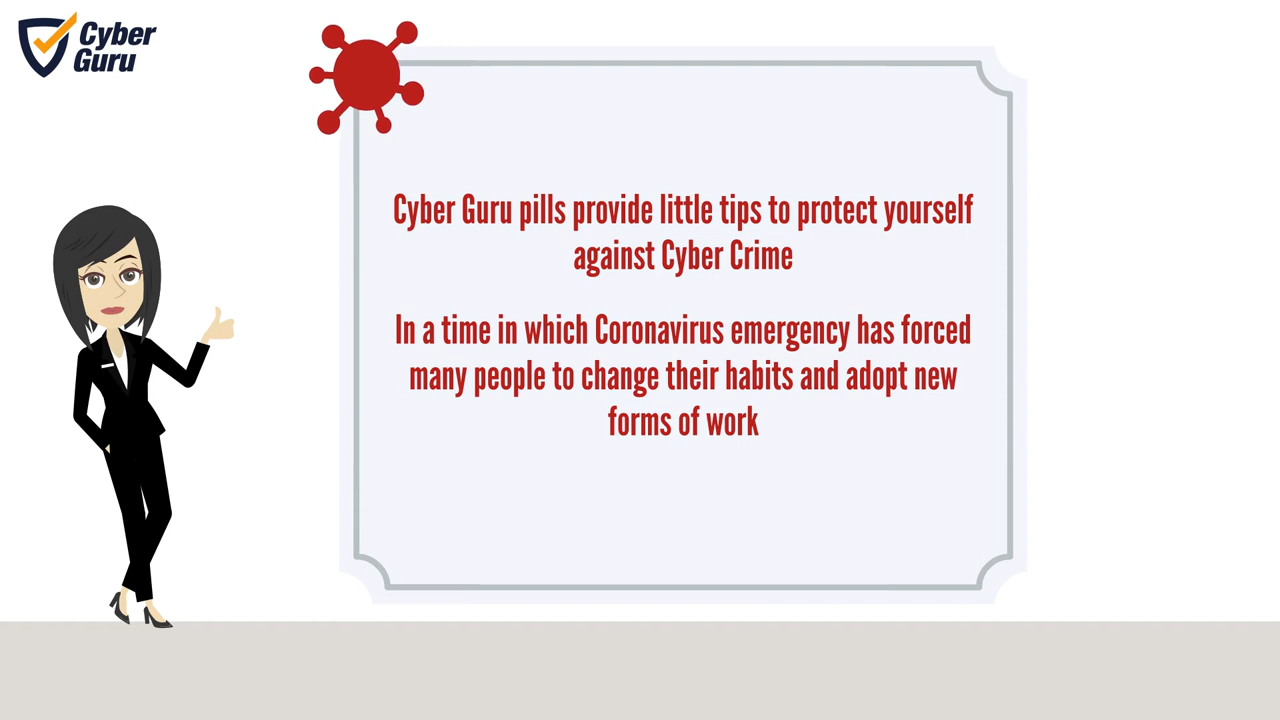 Cyber
Guru
Cyber Guru pills provide little tips to protect yourself
against Cyber Crime
In a time in which Coronavirus emergency has forced
many people to change their habits and adopt new
forms of work